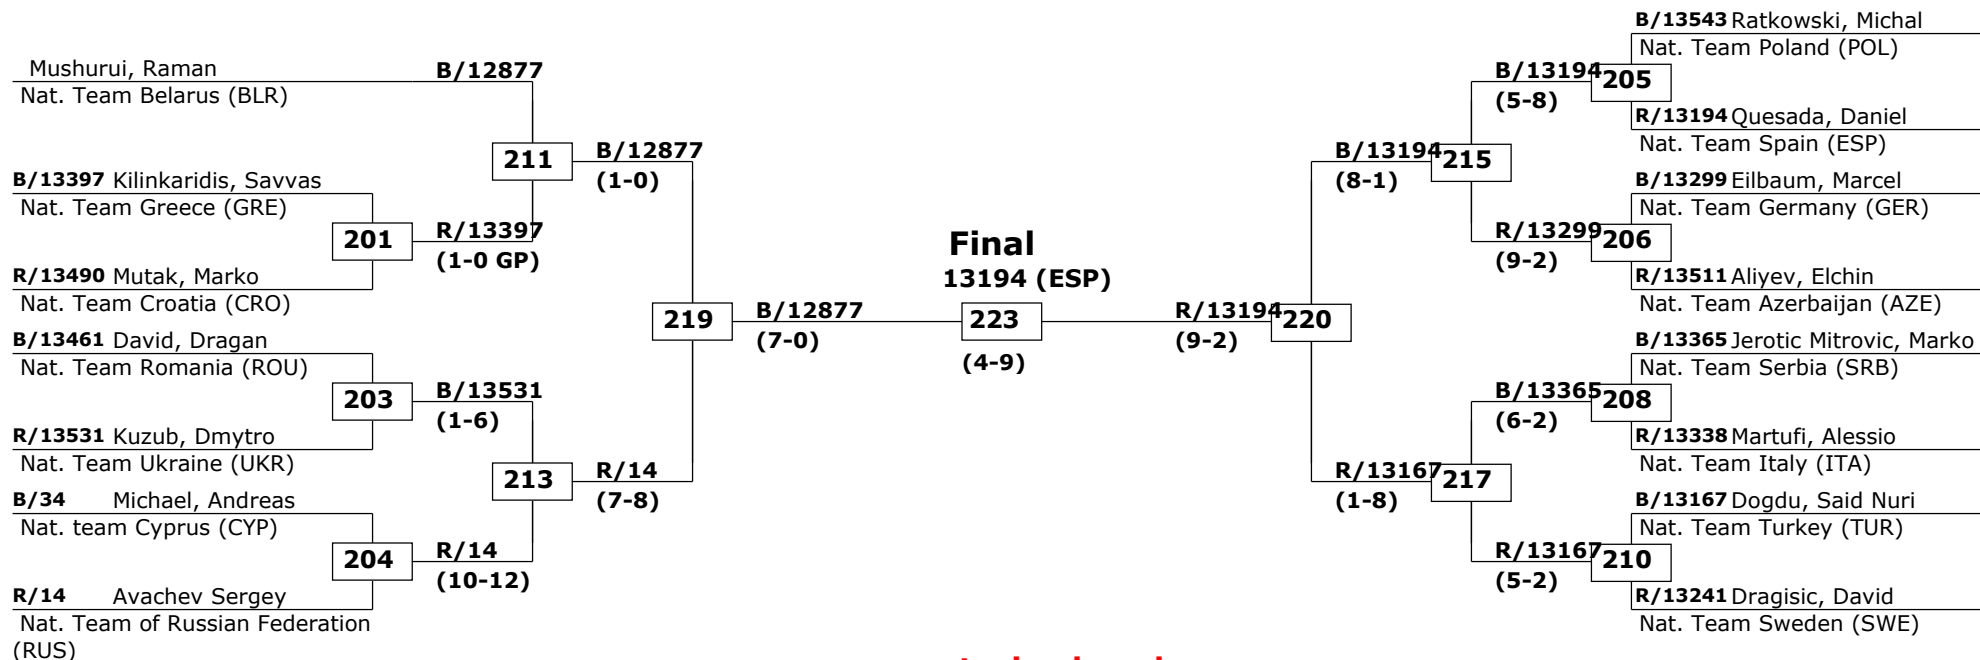 Mushurui, Raman
Nat. Team Belarus (BLR)
B/12877
B/13397 Kilinkaridis, Savvas
Nat. Team Greece (GRE)
201
R/13397
(1-0 GP)
R/13490 Mutak, Marko
Nat. Team Croatia (CRO)
211
B/12877
(1-0)
B/13461 David, Dragan
Nat. Team Romania (ROU)
203
B/13531
(1-6)
R/13531 Kuzub, Dmytro
Nat. Team Ukraine (UKR)
B/34 Michael, Andreas
Nat. team Cyprus (CYP)
204
R/14
(10-12)
R/14 Avachev Sergey
Nat. Team of Russian Federation
(RUS)
213
R/14
(7-8)
219
B/12877
(7-0)
Final
13194 (ESP)
223
(4-9)
R/13194
(9-2)
220
B/13194
(8-1)
215
B/13194
(5-8)
205
B/13543 Ratkowski, Michal
Nat. Team Poland (POL)
R/13194 Quesada, Daniel
Nat. Team Spain (ESP)
R/13299
(9-2)
206
B/13299 Eilbaum, Marcel
Nat. Team Germany (GER)
R/13511 Aliyev, Elchin
Nat. Team Azerbaijan (AZE)
R/13167
(1-8)
217
B/13365
(6-2)
208
B/13365 Jerotic Mitrovic, Marko
Nat. Team Serbia (SRB)
R/13338 Martufi, Alessio
Nat. Team Italy (ITA)
R/13167
(5-2)
210
B/13167 Dogdu, Said Nuri
Nat. Team Turkey (TUR)
R/13241 Dragisic, David
Nat. Team Sweden (SWE)